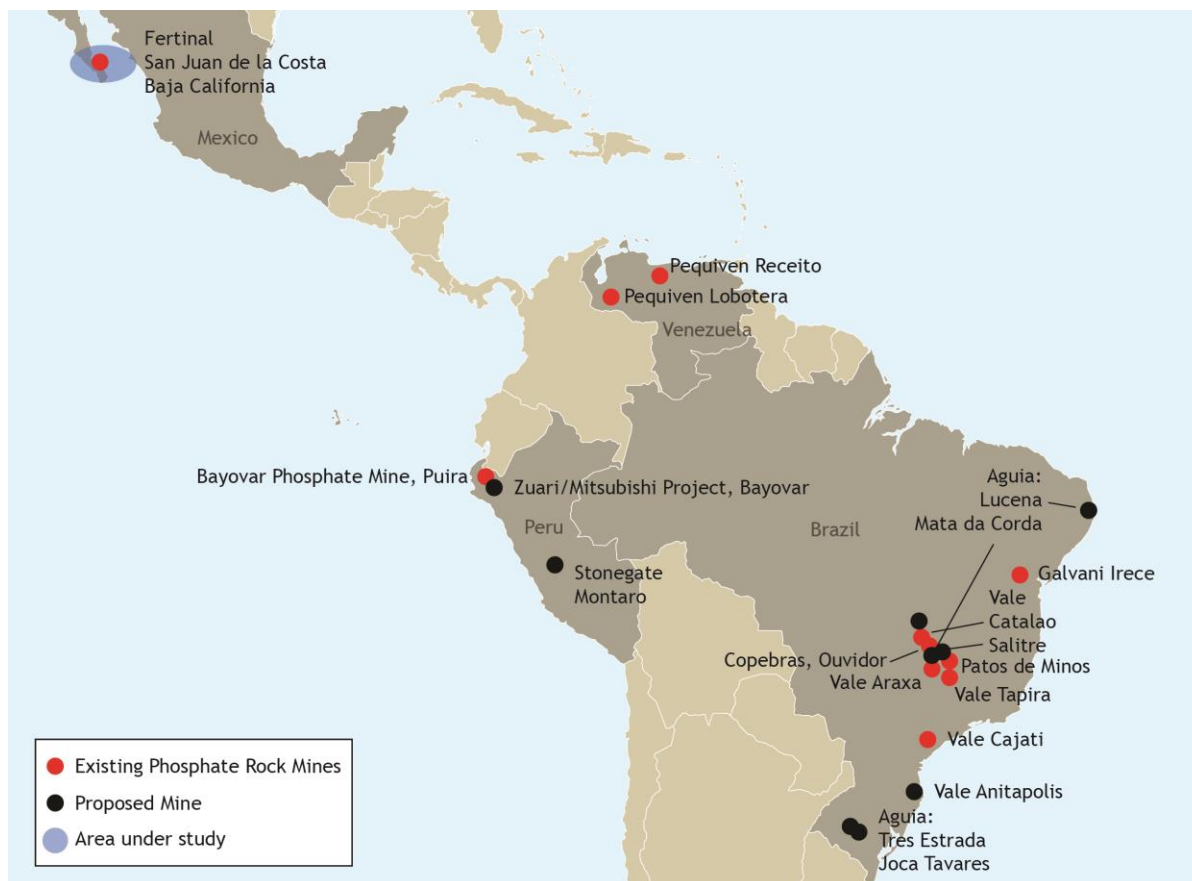 Fertinal
San Juan de la Costa
Baja California
Mexico
Pequiven Receito
Pequiven Lobotera
Venezuela
Bayovar Phosphate Mine, Puira
Zuari/Mitsubishi Project, Bayovar
Peru
Stonegate
Montaro
Brazil
Aguia:
Lucena
Mata da Corda
Galvani Irece
Vale
Catalao
Salitre
Copebras, Ouvidor
Patos de Minos
Vale Araxa
Vale Tapira
Vale Cajati
Vale Anitapolis
Aguia:
Tres Estrada
Joca Tavares
Existing Phosphate Rock Mines
Proposed Mine
Area under study